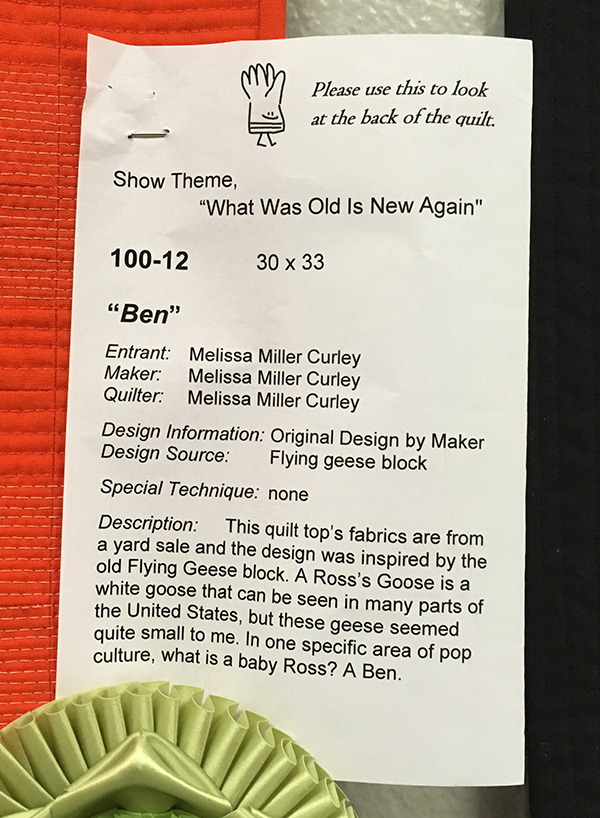 Please use this to look
at the back of the quilt.
Show Theme,
“What Was Old Is New Again"
100-12 30 x 33
“Ben”
Entrant: Melissa Miller Curley
Maker: Melissa Miller Curley
Quilter: Melissa Miller Curley
Design Information: Original Design by Maker
Design Source: Flying geese block
Special Technique: none
Description: This quilt top's fabrics are from
a yard sale and the design was inspired by the
old Flying Geese block. A Ross's Goose is a
white goose that can be seen in many parts of
the United States, but these geese seemed
quite small to me. In one specific area of pop
culture, what is a baby Ross? A Ben.